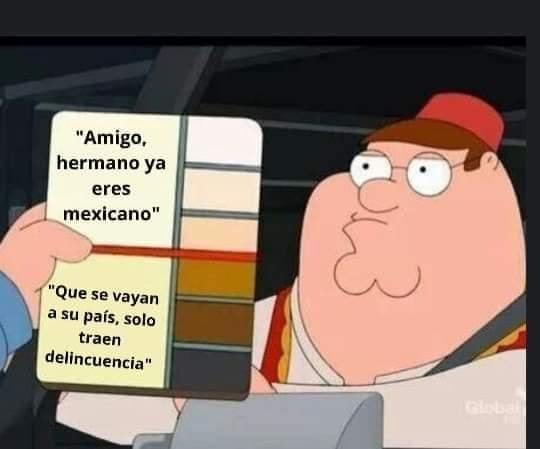 "Amigo,
hermano ya
eres
mexicano"
"Que se vayan
a su país, solo
traen
delincuencia"
Global